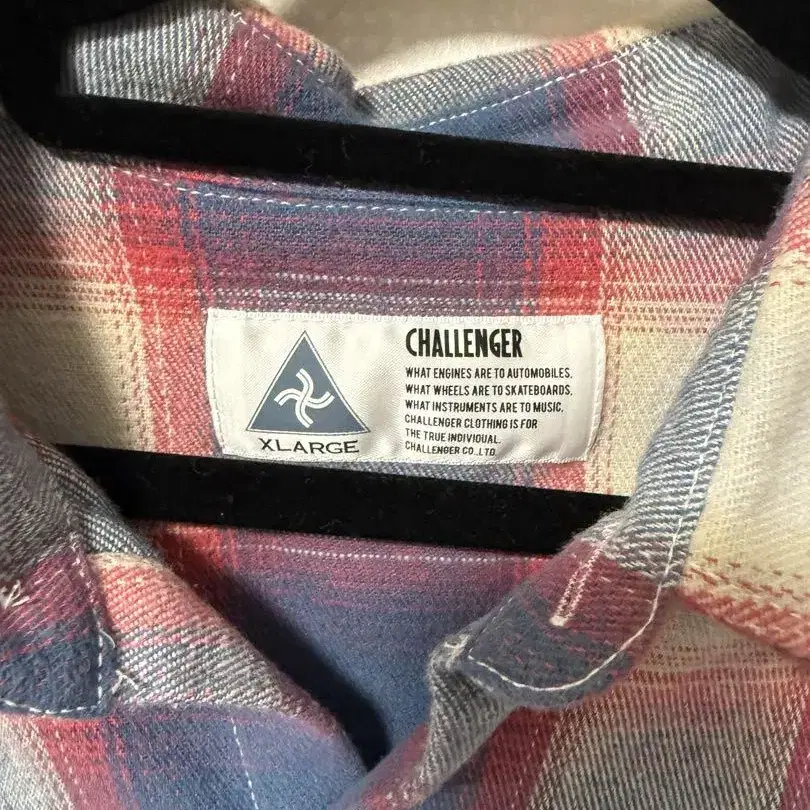 XLARGE
CHALLENGER
WHAT ENGINES ARE TO AUTOMOBILES.
WHAT WHEELS ARE TO SKATEBOARDS.
WHAT INSTRUMENTS ARE TO MUSIC.
CHALLENGER CLOTHING IS FOR
THE TRUE INDIVIDUAL.
CHALLENGER CO.,LTD.